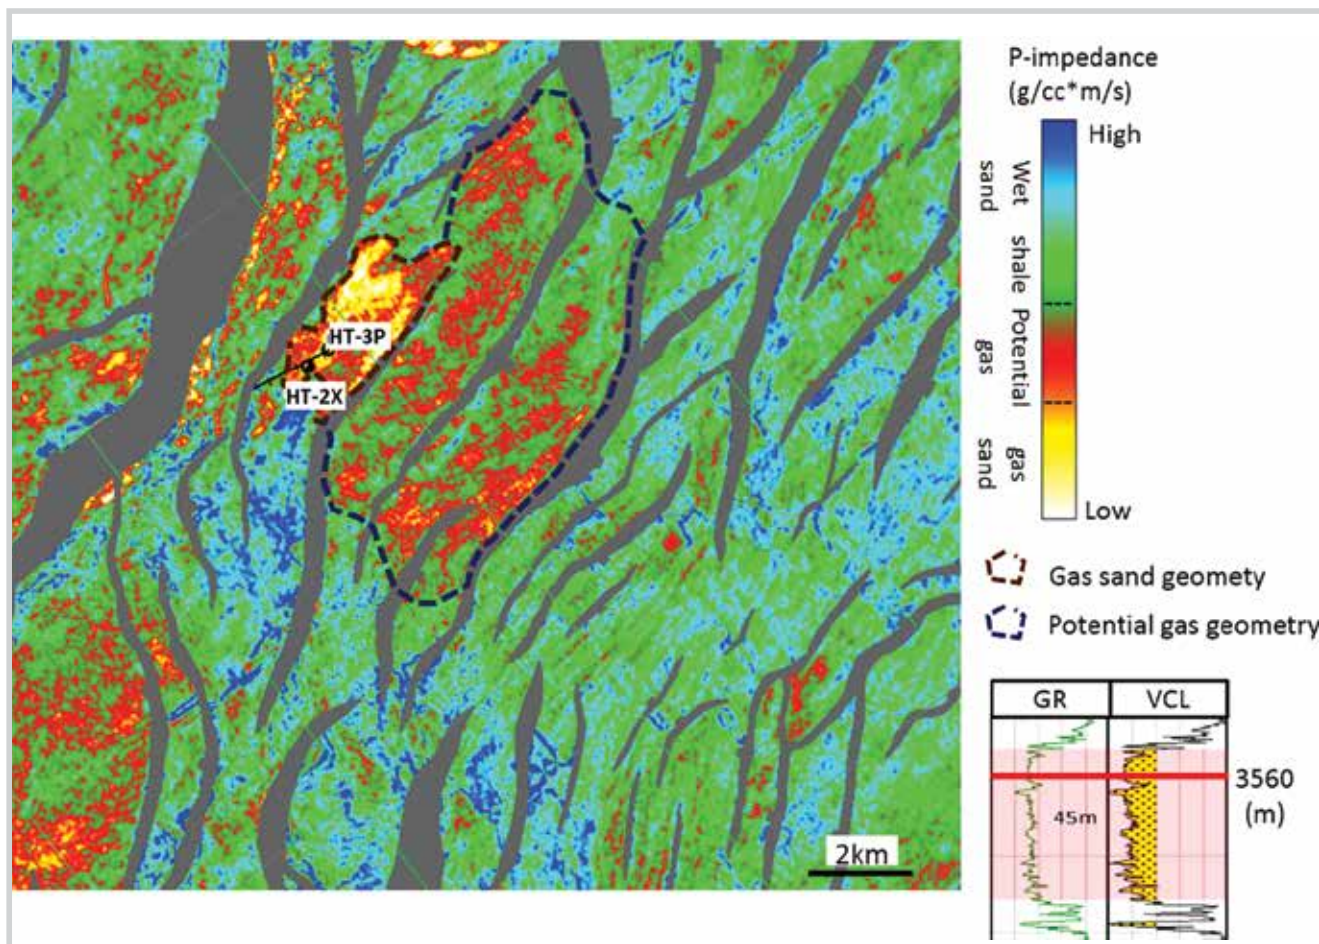 P-impedance
(g/cc*m/s)
High
Wet
sand
shale
Potential
gas
gas
sand
Low
HT-3P
HT-2X
Gas sand geomety
Potential gas geometry
GR
VCL
3560
(m)
45m
2km